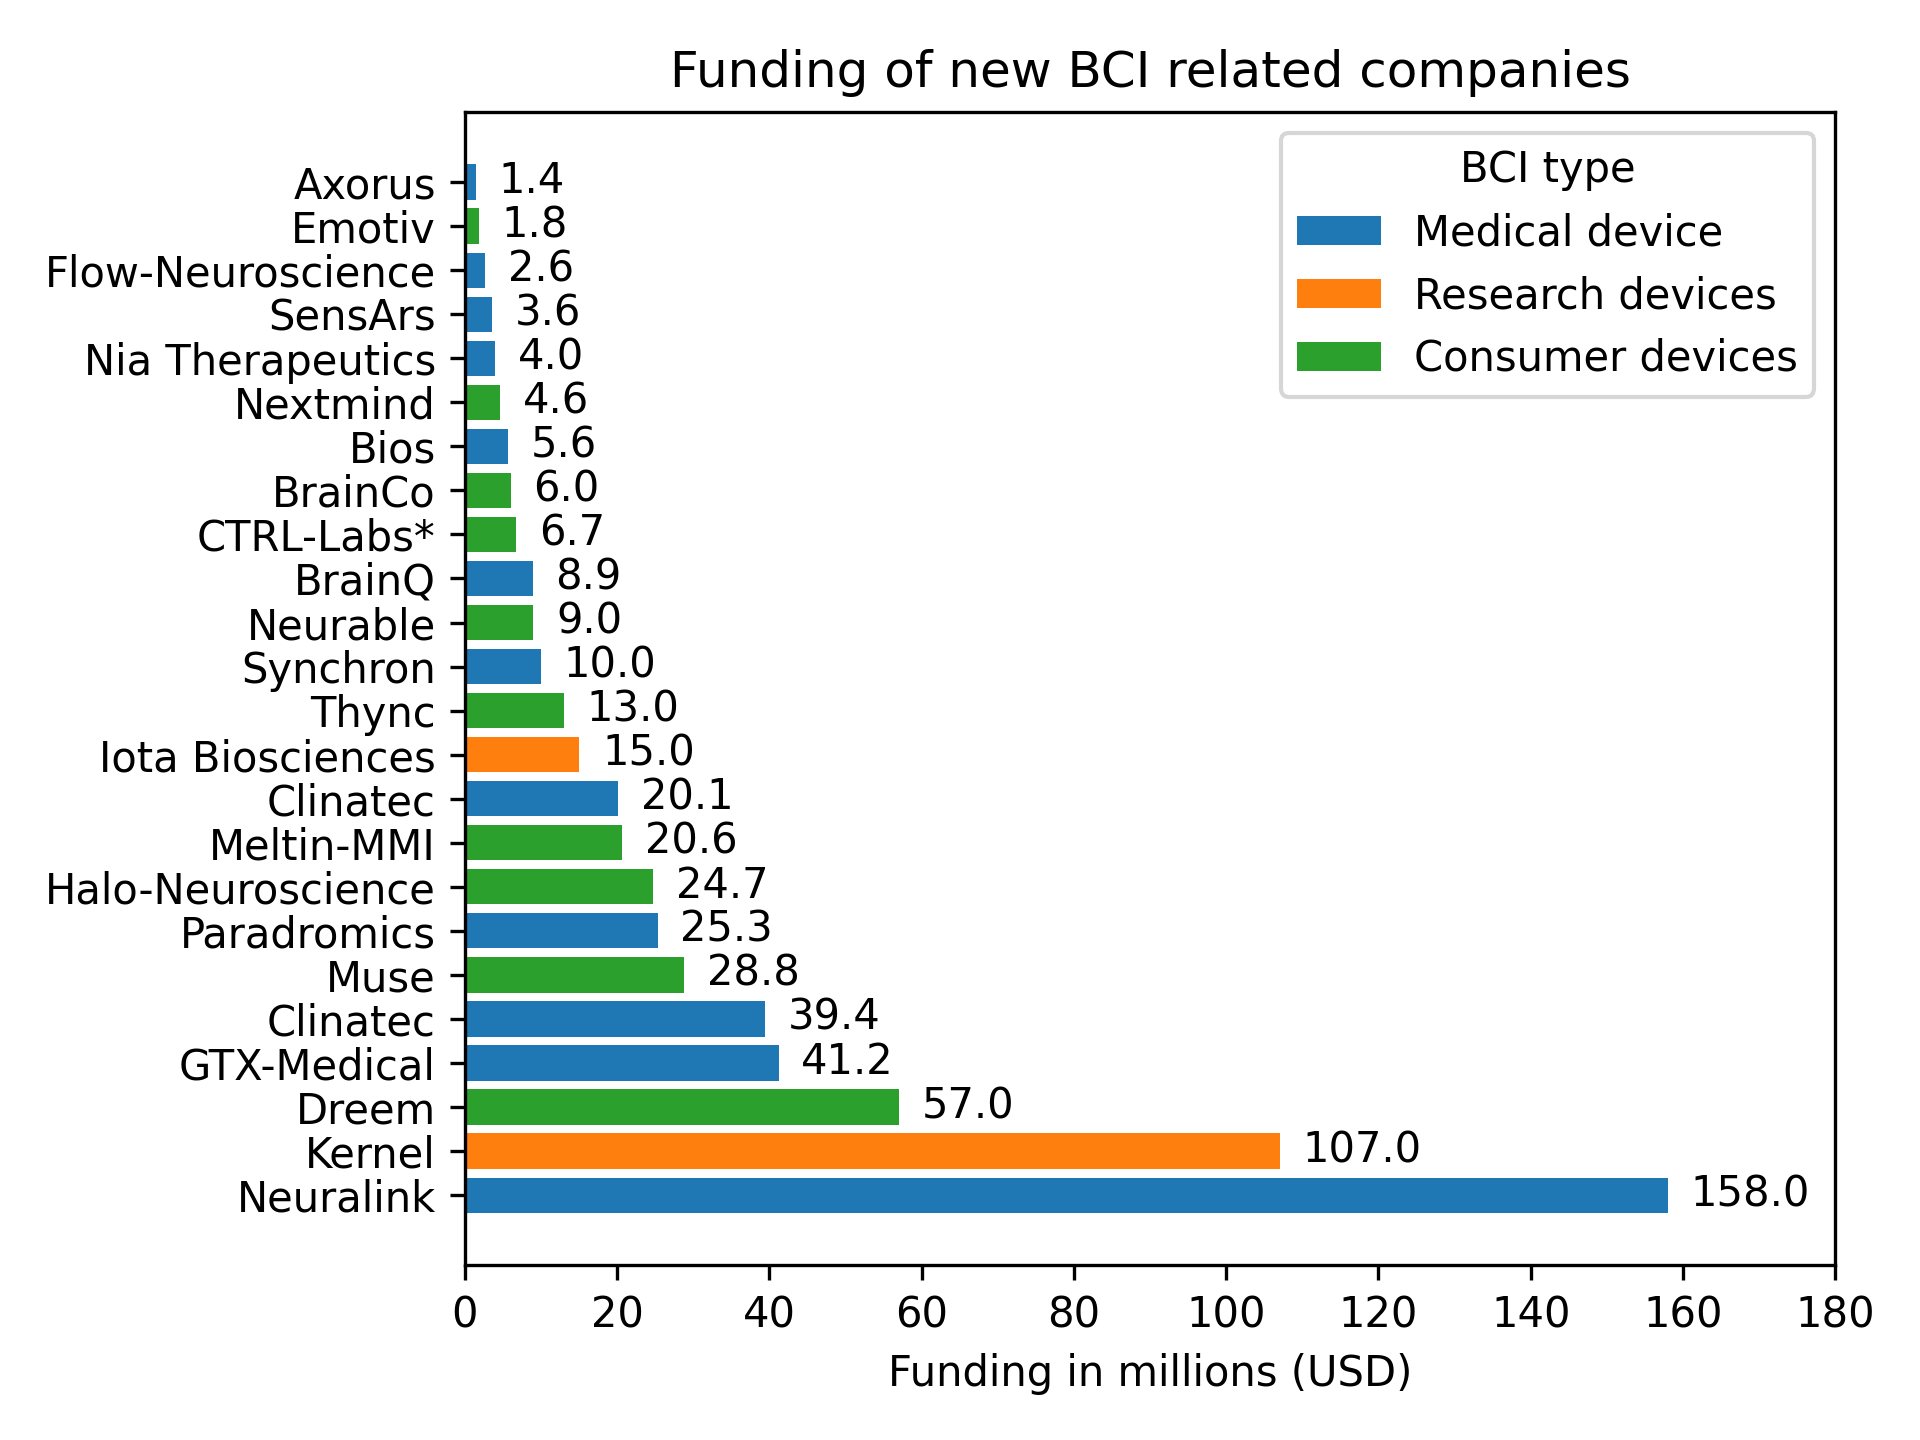 Funding of new BCI related companies
BCI type
Medical device
Research devices
Consumer devices
Axorus 1.4
Emotiv 1.8
Flow-Neuroscience 2.6
SensArs 3.6
Nia Therapeutics 4.0
Nextmind 4.6
Bios 5.6
BrainCo 6.0
CTRL-Labs* 6.7
BrainQ 8.9
Neurable 9.0
Synchron 10.0
Thync 13.0
Iota Biosciences 15.0
Clinatec 20.1
Meltin-MMI 20.6
Halo-Neuroscience 24.7
Paradromics 25.3
Muse 28.8
Clinatec 39.4
GTX-Medical 41.2
Dreem 57.0
Kernel 107.0
Neuralink 158.0
0 20 40 60 80 100 120 140 160 180
Funding in millions (USD)